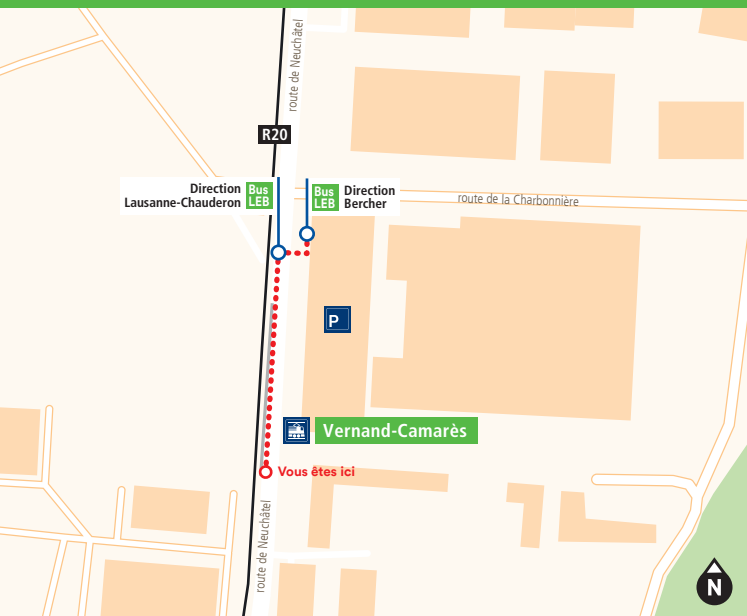 route de Neuchâtel
R20
Direction
Lausanne-Chauderon
Bus
LEB
Bus
LEB
Direction
Bercher
route de la Charbonnière
P
Vernand-Camarès
Vous êtes ici
route de Neuchâtel
N